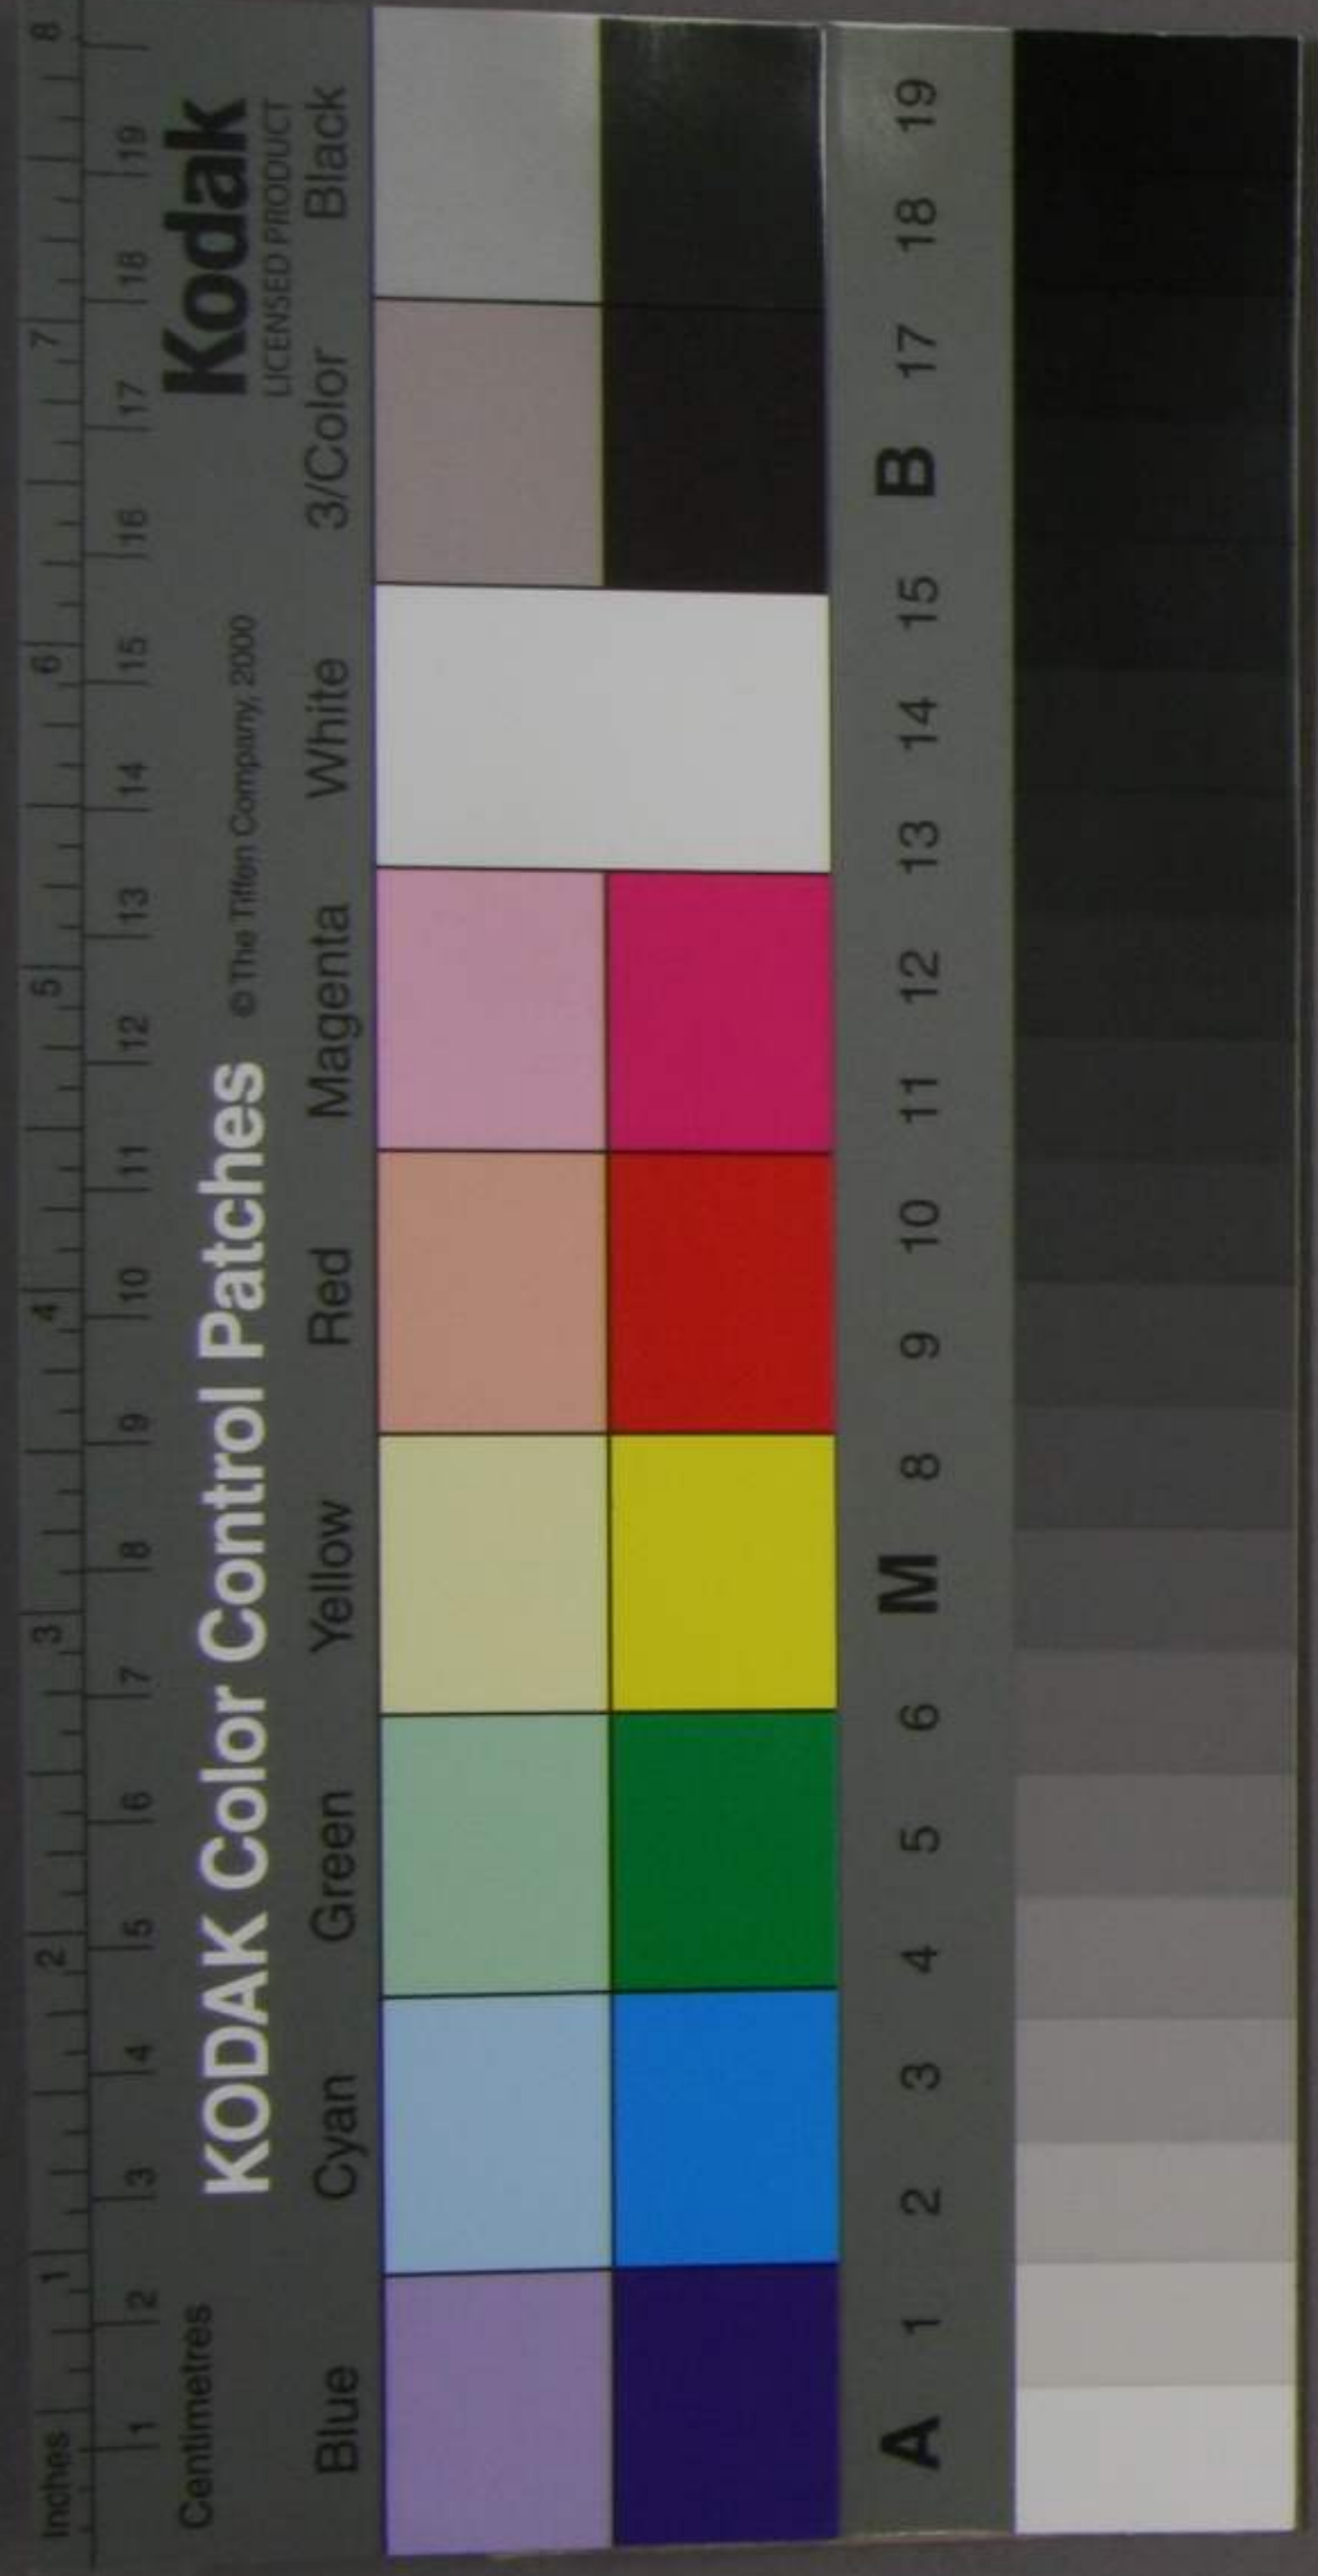 Inches 1 2 3 4 5 6 7 8
1 2 3 4 5 6 7 8 9 10 11 12 13 14 15 16 17 18 19
Centimetres
KODAK Color Control Patches © The Tiffen Company, 2000
Kodak
LICENSED PRODUCT
Blue Cyan Green Yellow Red Magenta White 3/Color Black
A 1 2 3 4 5 6 M 8 9 10 11 12 13 14 15 B 17 18 19